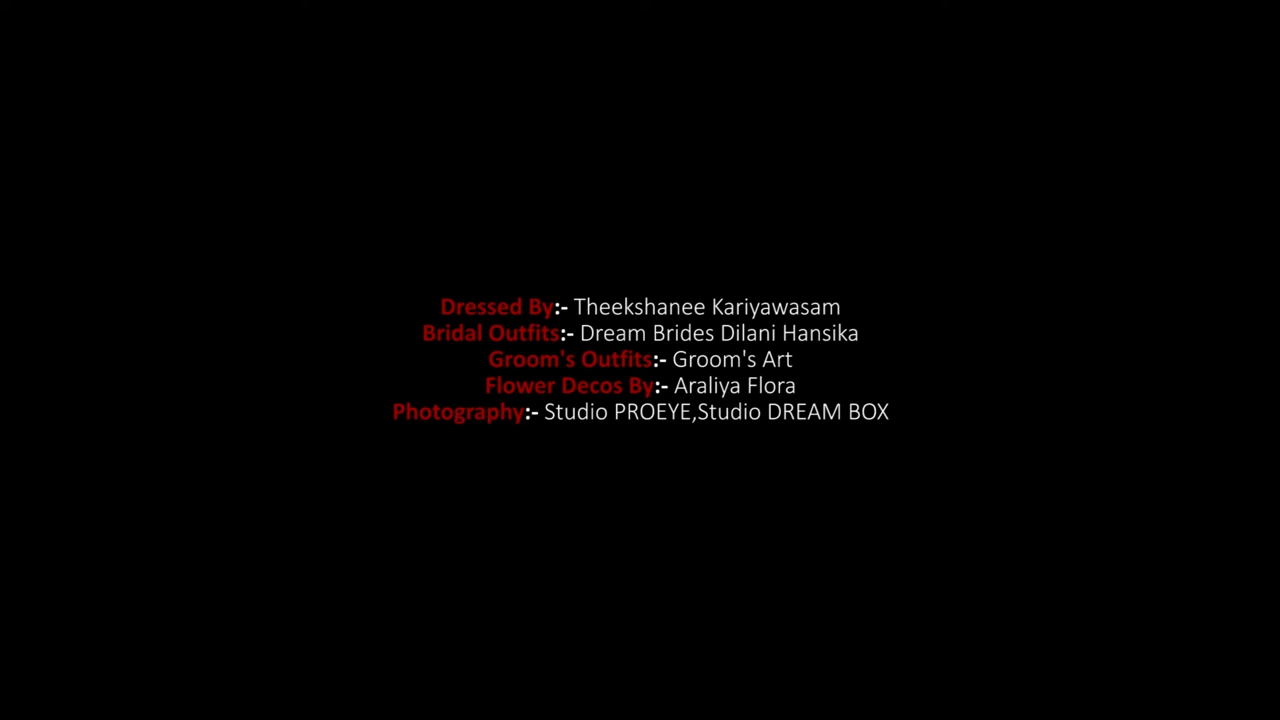 Dressed By:- Theekshanee Kariyawasam
Bridal Outfits:- Dream Brides Dilani Hansika
Groom's Outfits:- Groom's Art
Flower Decos By:- Araliya Flora
Photography:- Studio PROEYE,Studio DREAM BOX